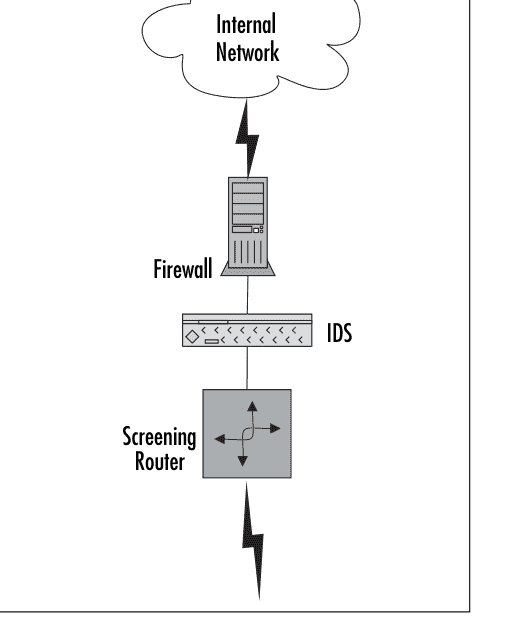 Internal
Network
Firewall
IDS
Screening
Router